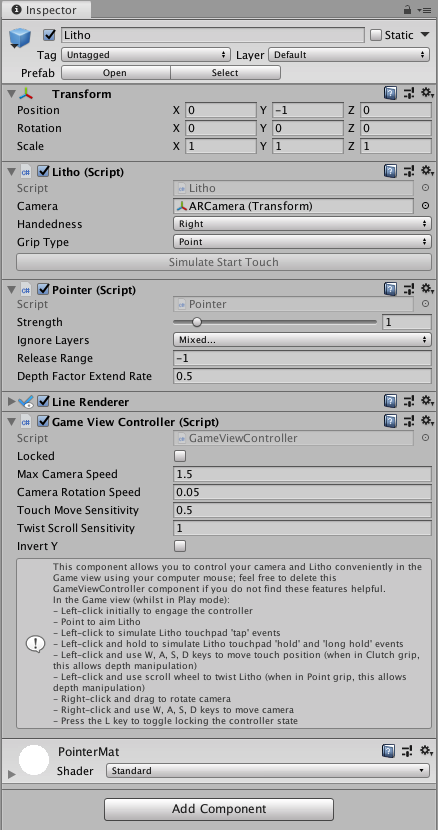 Inspector
Litho Static
Tag Untagged Layer Default
Prefab Open Select
Transform
Position X 0 Y -1 Z 0
Rotation X 0 Y 0 Z 0
Scale X 1 Y 1 Z 1
Litho (Script)
Script Litho
Camera ARCamera (Transform)
Handedness Right
Grip Type Point
Simulate Start Touch
Pointer (Script)
Script Pointer
Strength 1
Ignore Layers Mixed...
Release Range -1
Depth Factor Extend Rate 0.5
Line Renderer
Game View Controller (Script)
Script GameViewController
Locked
Max Camera Speed 1.5
Camera Rotation Speed 0.05
Touch Move Sensitivity 0.5
Twist Scroll Sensitivity 1
Invert Y
This component allows you to control your camera and Litho conveniently in the
Game view using your computer mouse; feel free to delete this
GameViewController component if you do not find these features helpful.
In the Game view (whilst in Play mode):
- Left-click initially to engage the controller
- Point to aim Litho
- Left-click to simulate Litho touchpad 'tap' events
- Left-click and hold to simulate Litho touchpad 'hold' and 'long hold' events
- Left-click and use W, A, S, D keys to move touch position (when in Clutch grip,
this allows depth manipulation)
- Left-click and use scroll wheel to twist Litho (when in Point grip, this allows
depth manipulation)
- Right-click and drag to rotate camera
- Right-click and use W, A, S, D keys to move camera
- Press the L key to toggle locking the controller state
PointerMat
Shader Standard
Add Component